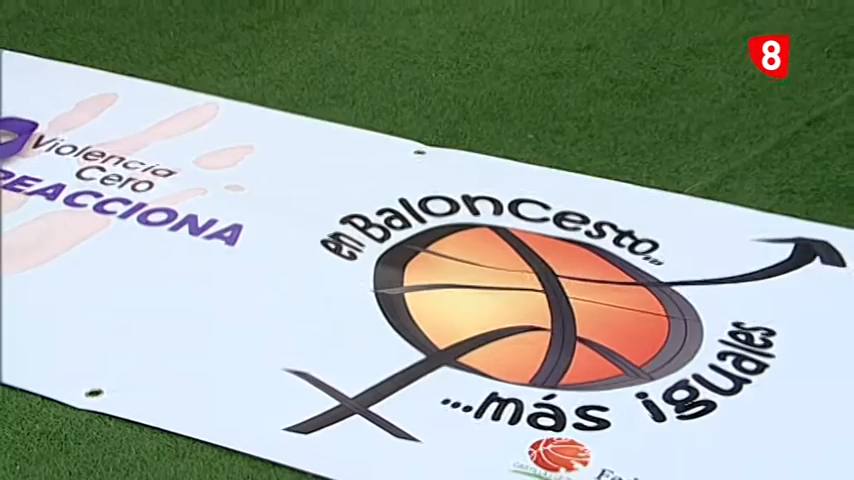 8
Violencia
Cero
REACCIONA
en Baloncesto...
...más iguales